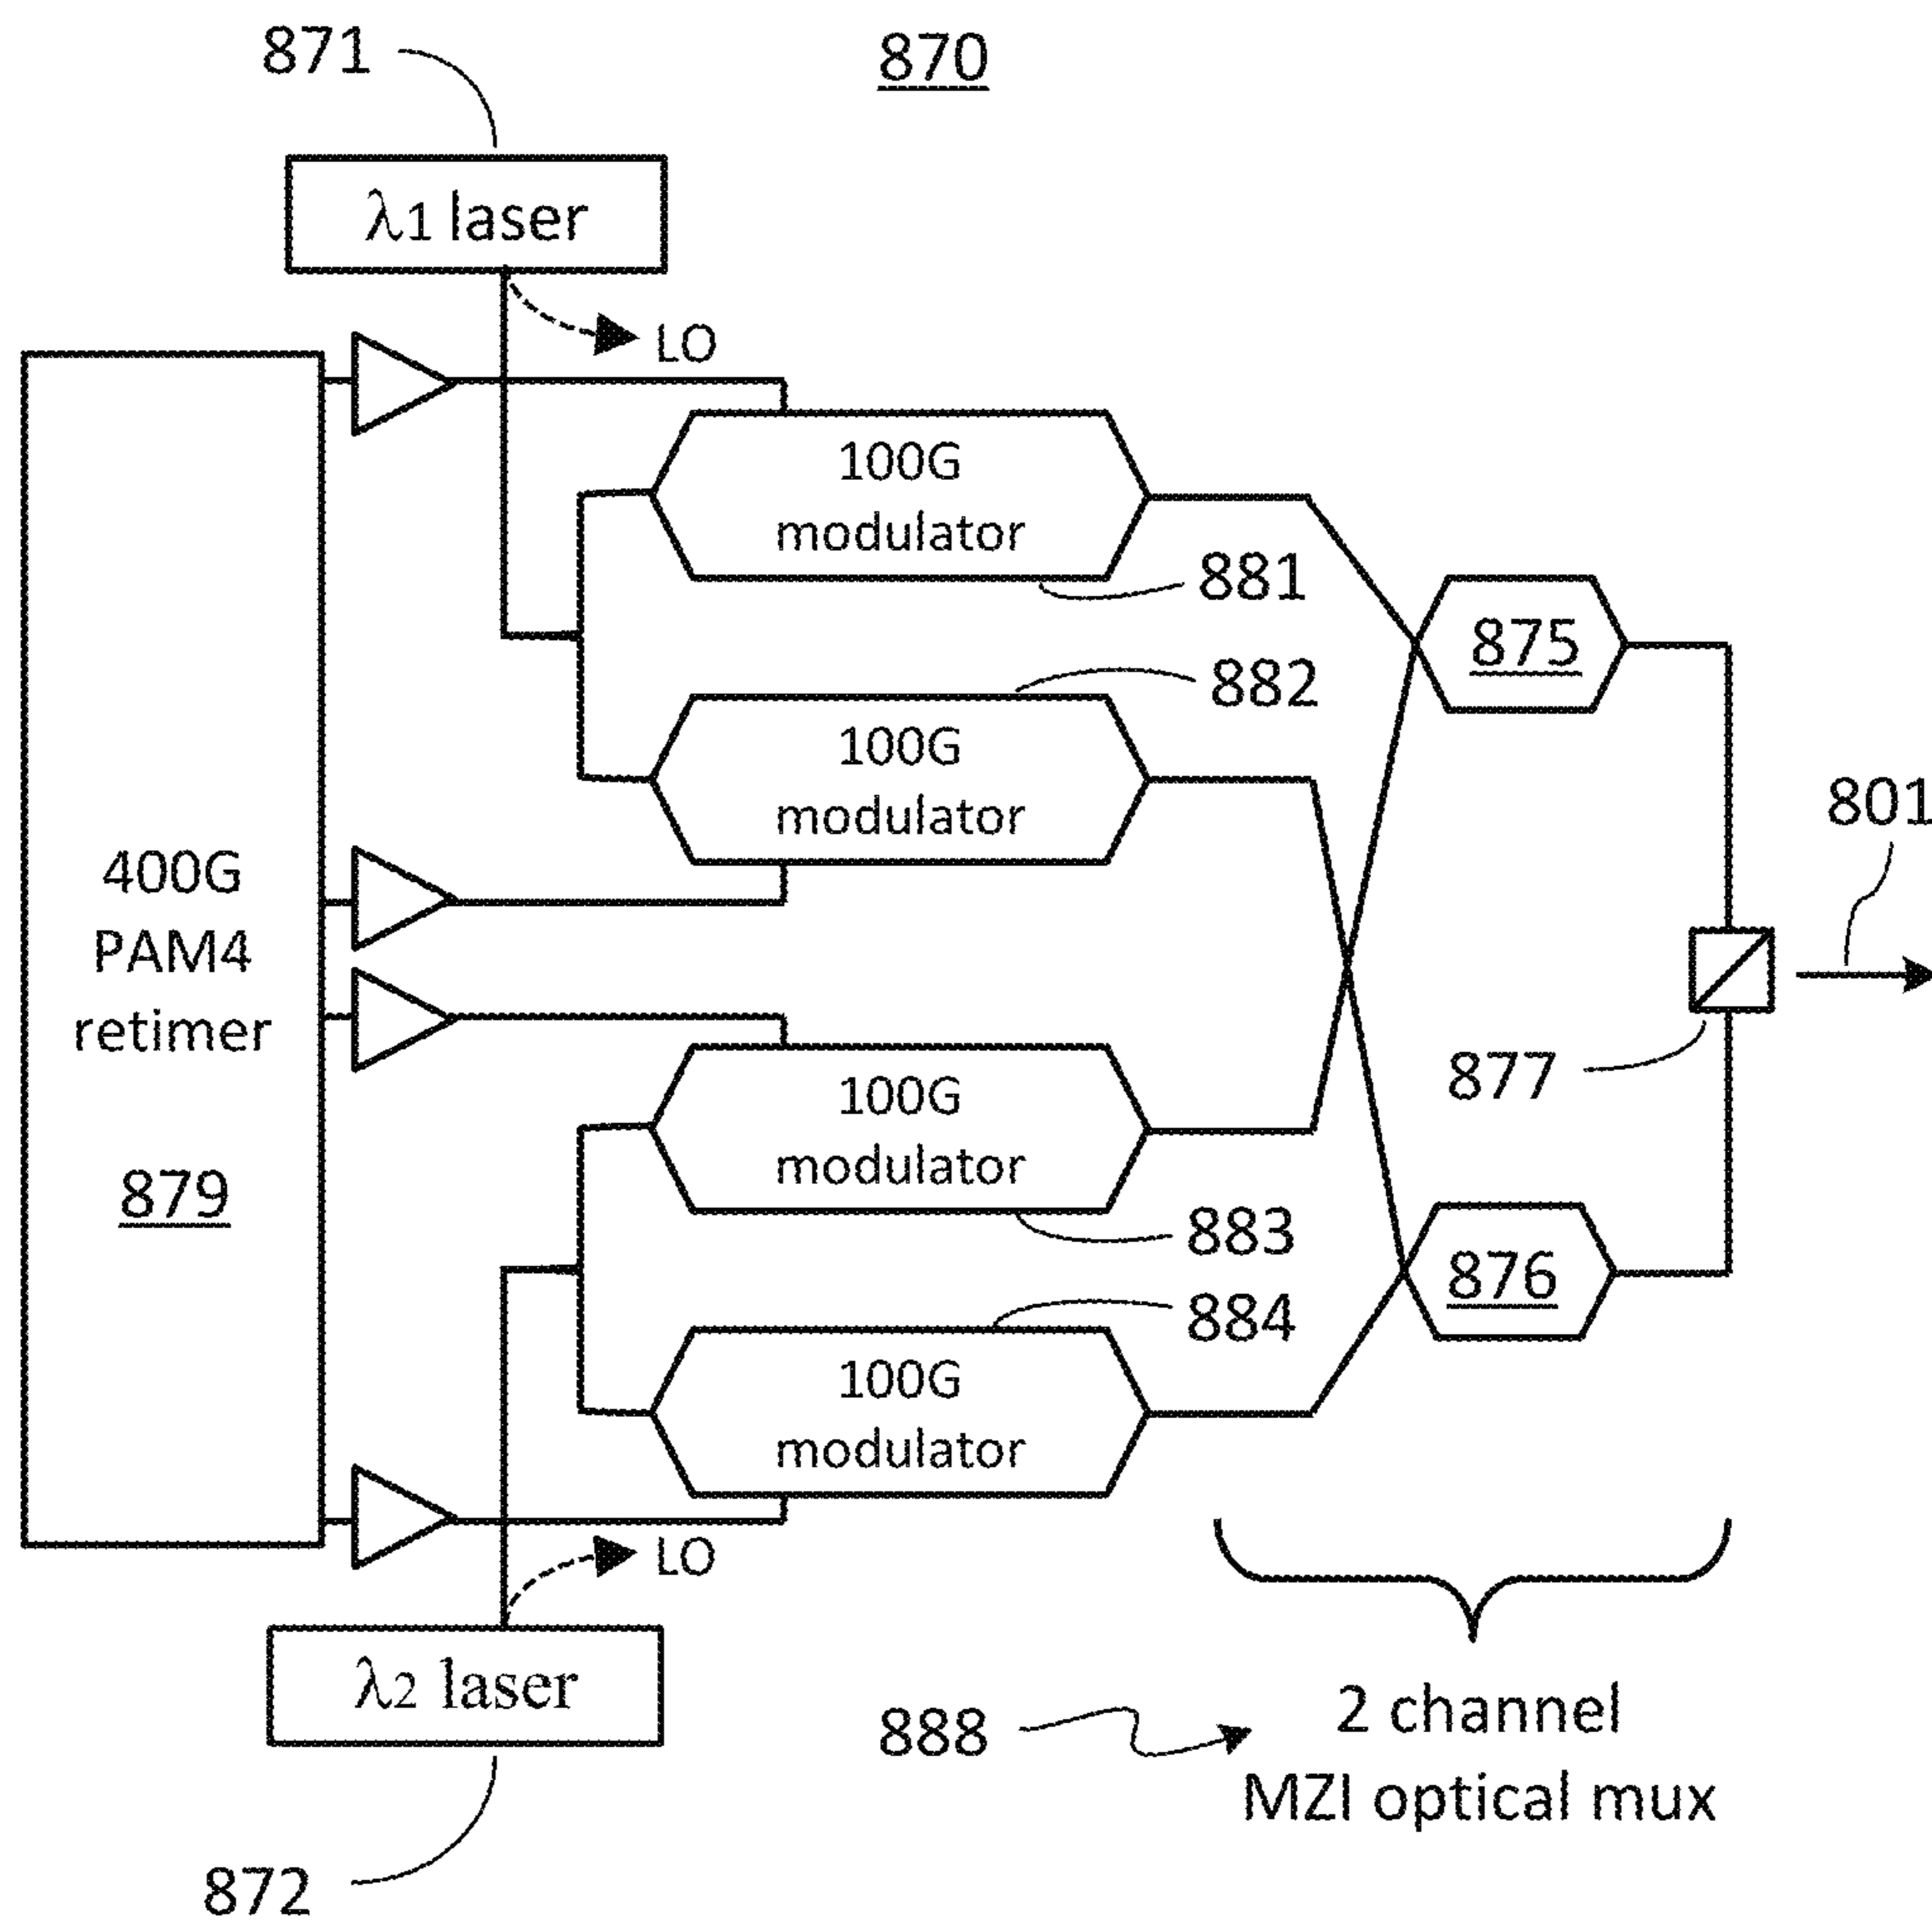 871
870
λ1 laser
LO
100G
modulator
881
875
882
100G
modulator
801
400G
PAM4
retimer
877
100G
modulator
879
883
876
884
100G
modulator
LO
λ2 laser
888
2 channel
MZI optical mux
872